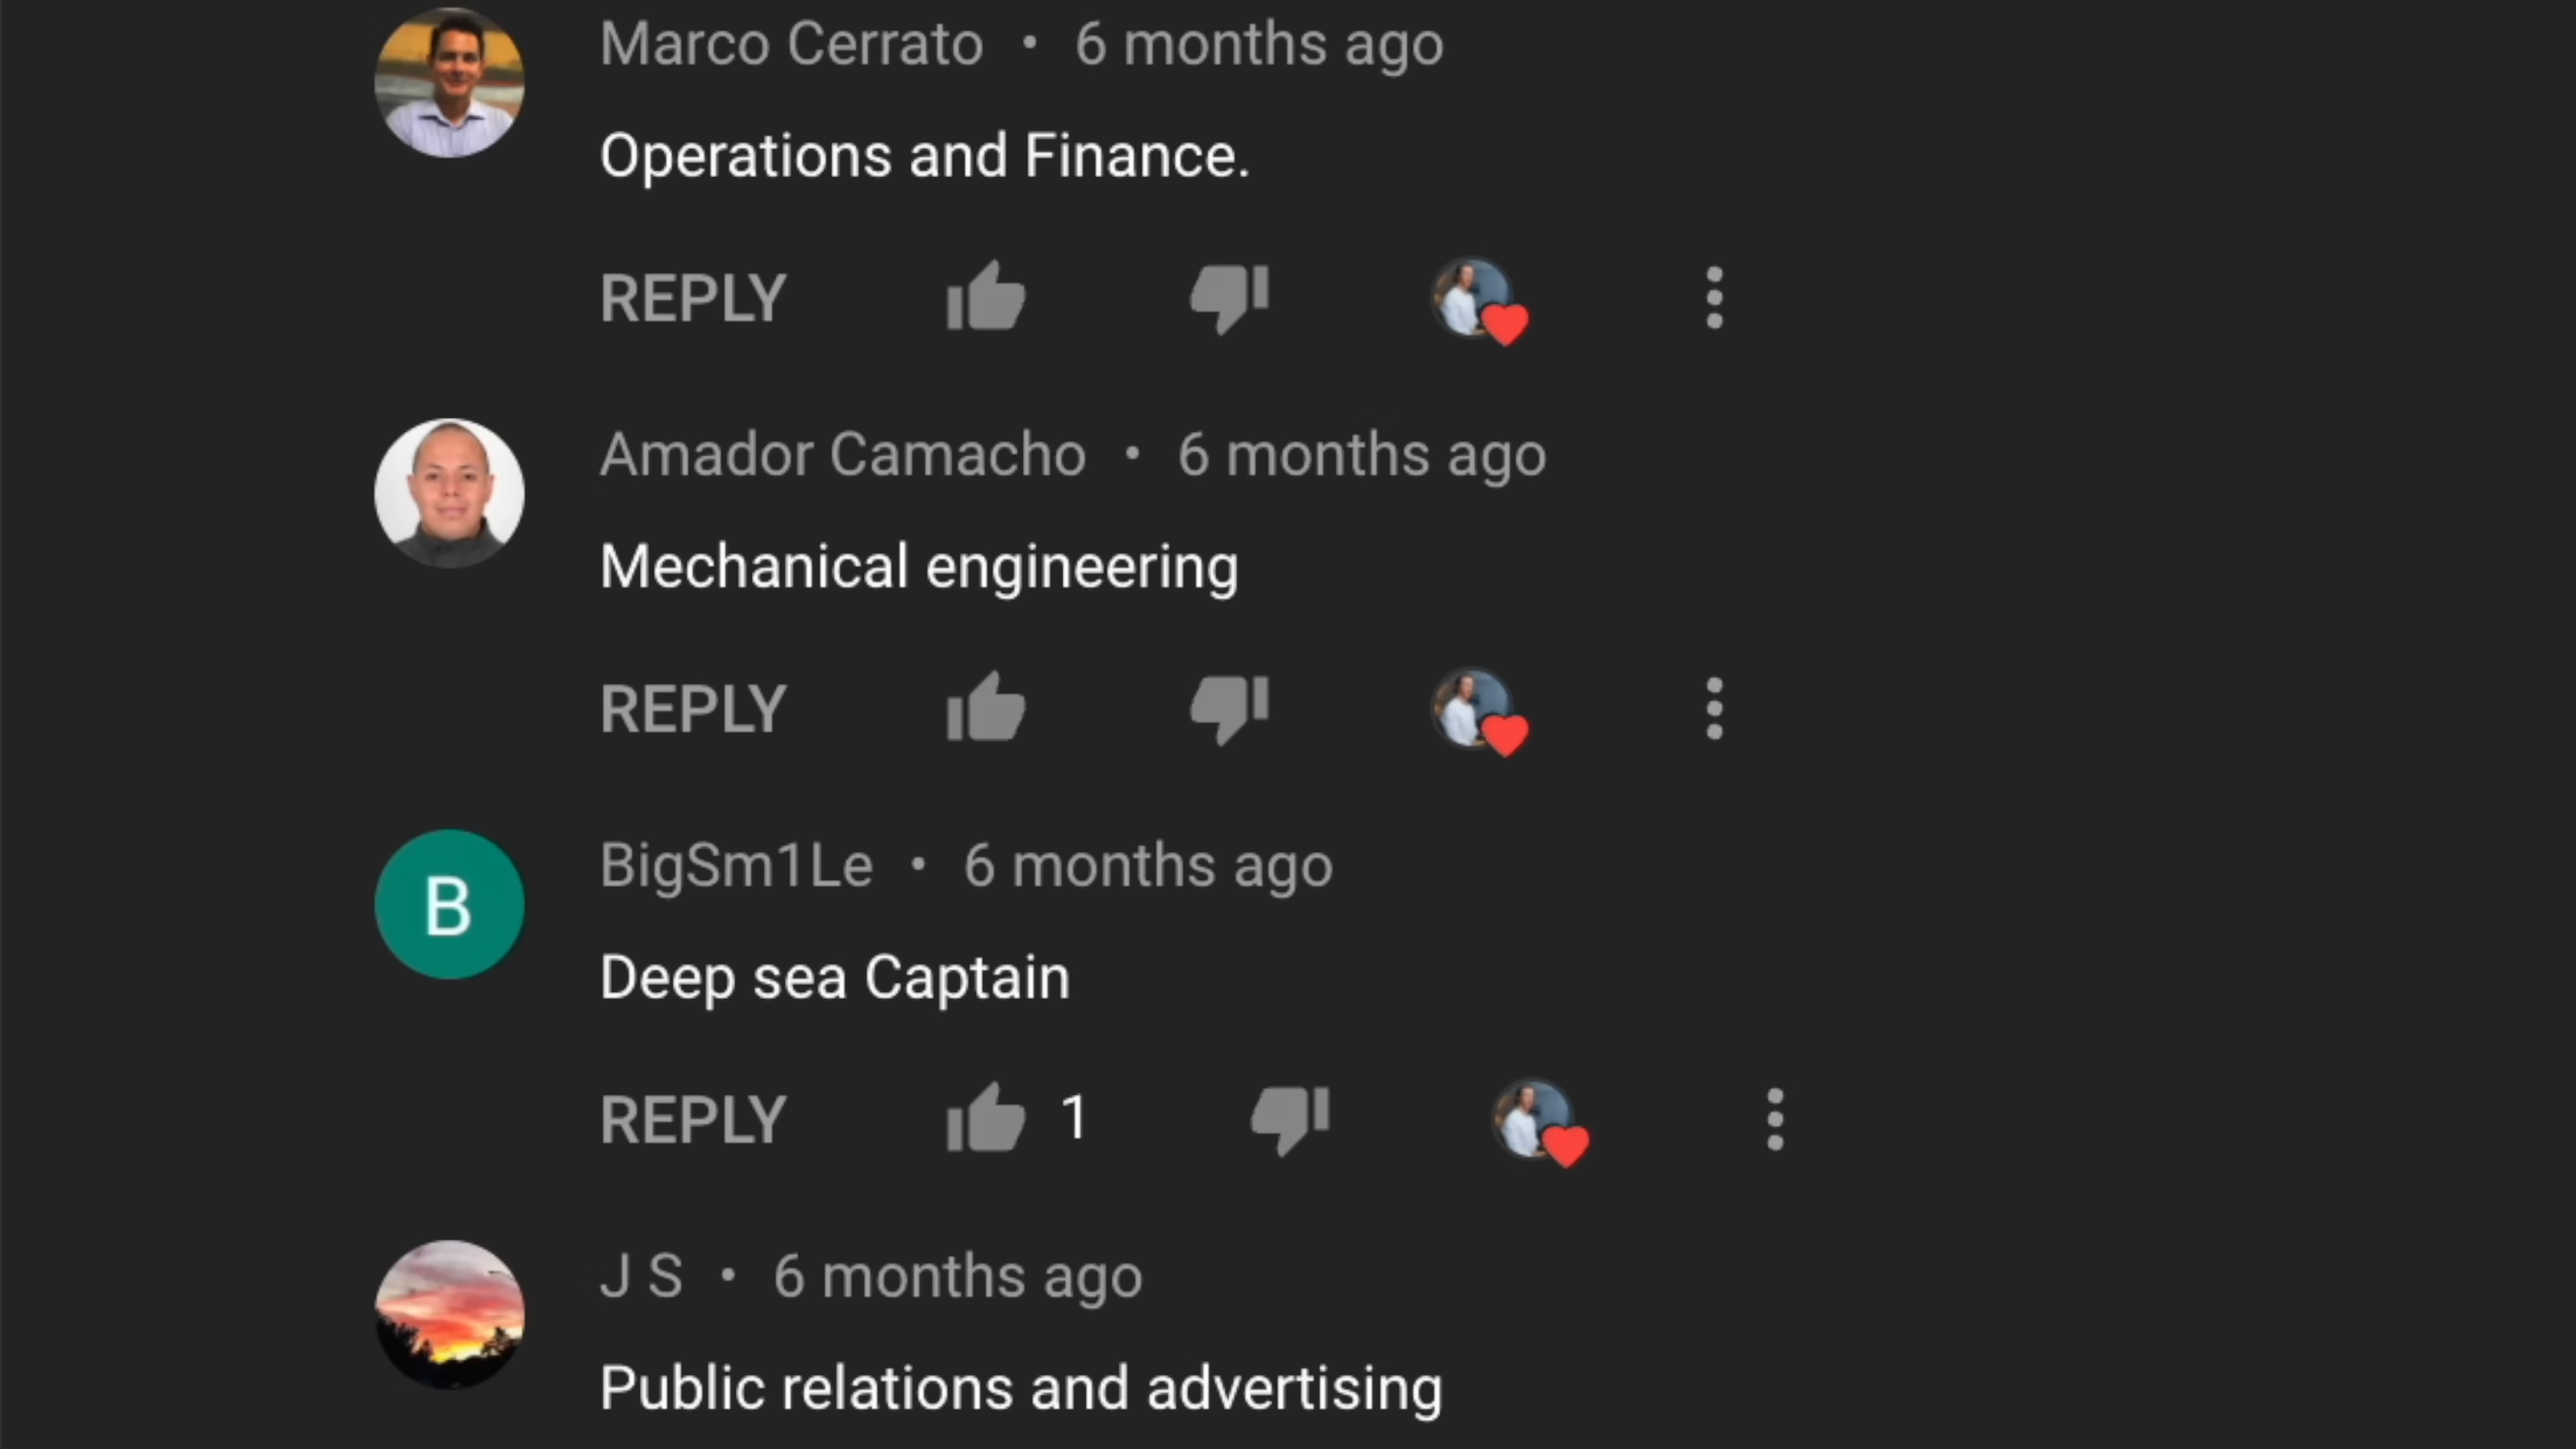 Marco Cerrato • 6 months ago
Operations and Finance.
REPLY
Amador Camacho • 6 months ago
Mechanical engineering
REPLY
B
BigSm1Le • 6 months ago
Deep sea Captain
REPLY 1
J S • 6 months ago
Public relations and advertising